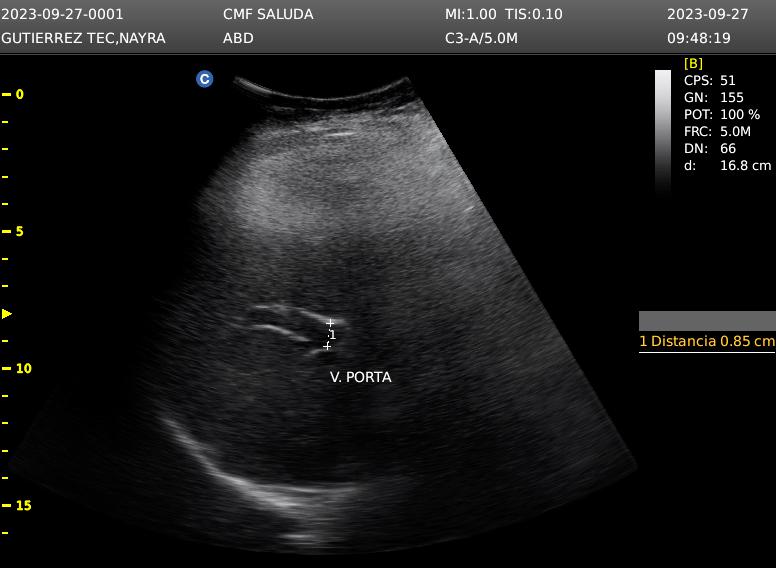 2023-09-27-0001 CMF SALUDA MI:1.00 TIS:0.10 2023-09-27
GUTIERREZ TEC,NAYRA ABD C3-A/5.0M 09:48:19
C
[B]
CPS: 51
GN: 155
POT: 100 %
FRC: 5.0M
DN: 66
d: 16.8 cm
0
5
10
15
1
V. PORTA
1 Distancia 0.85 cm